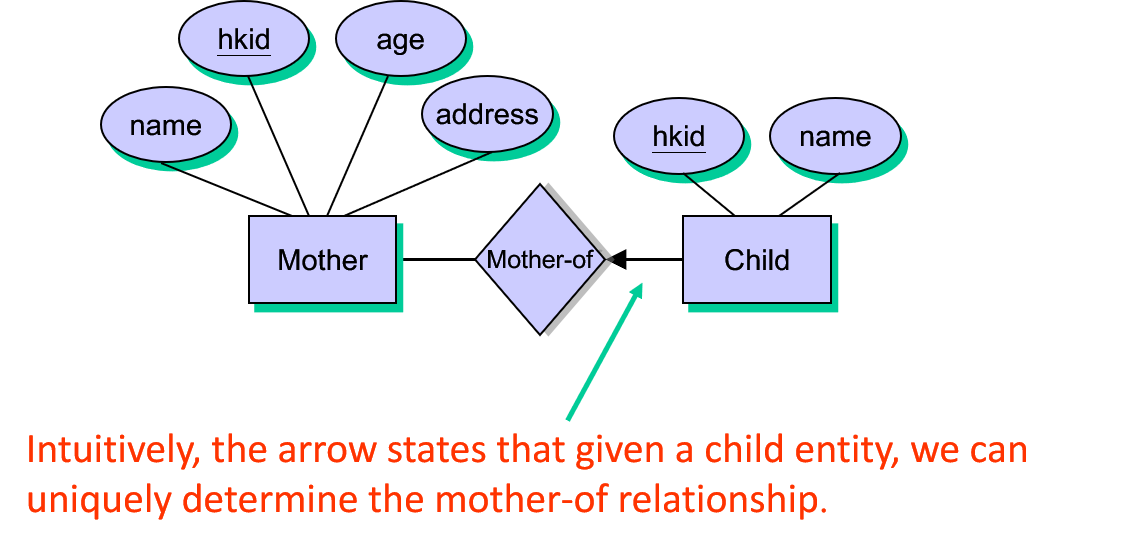 hkid
age
name
address
hkid
name
Mother
Mother-of
Child
Intuitively, the arrow states that given a child entity, we can
uniquely determine the mother-of relationship.